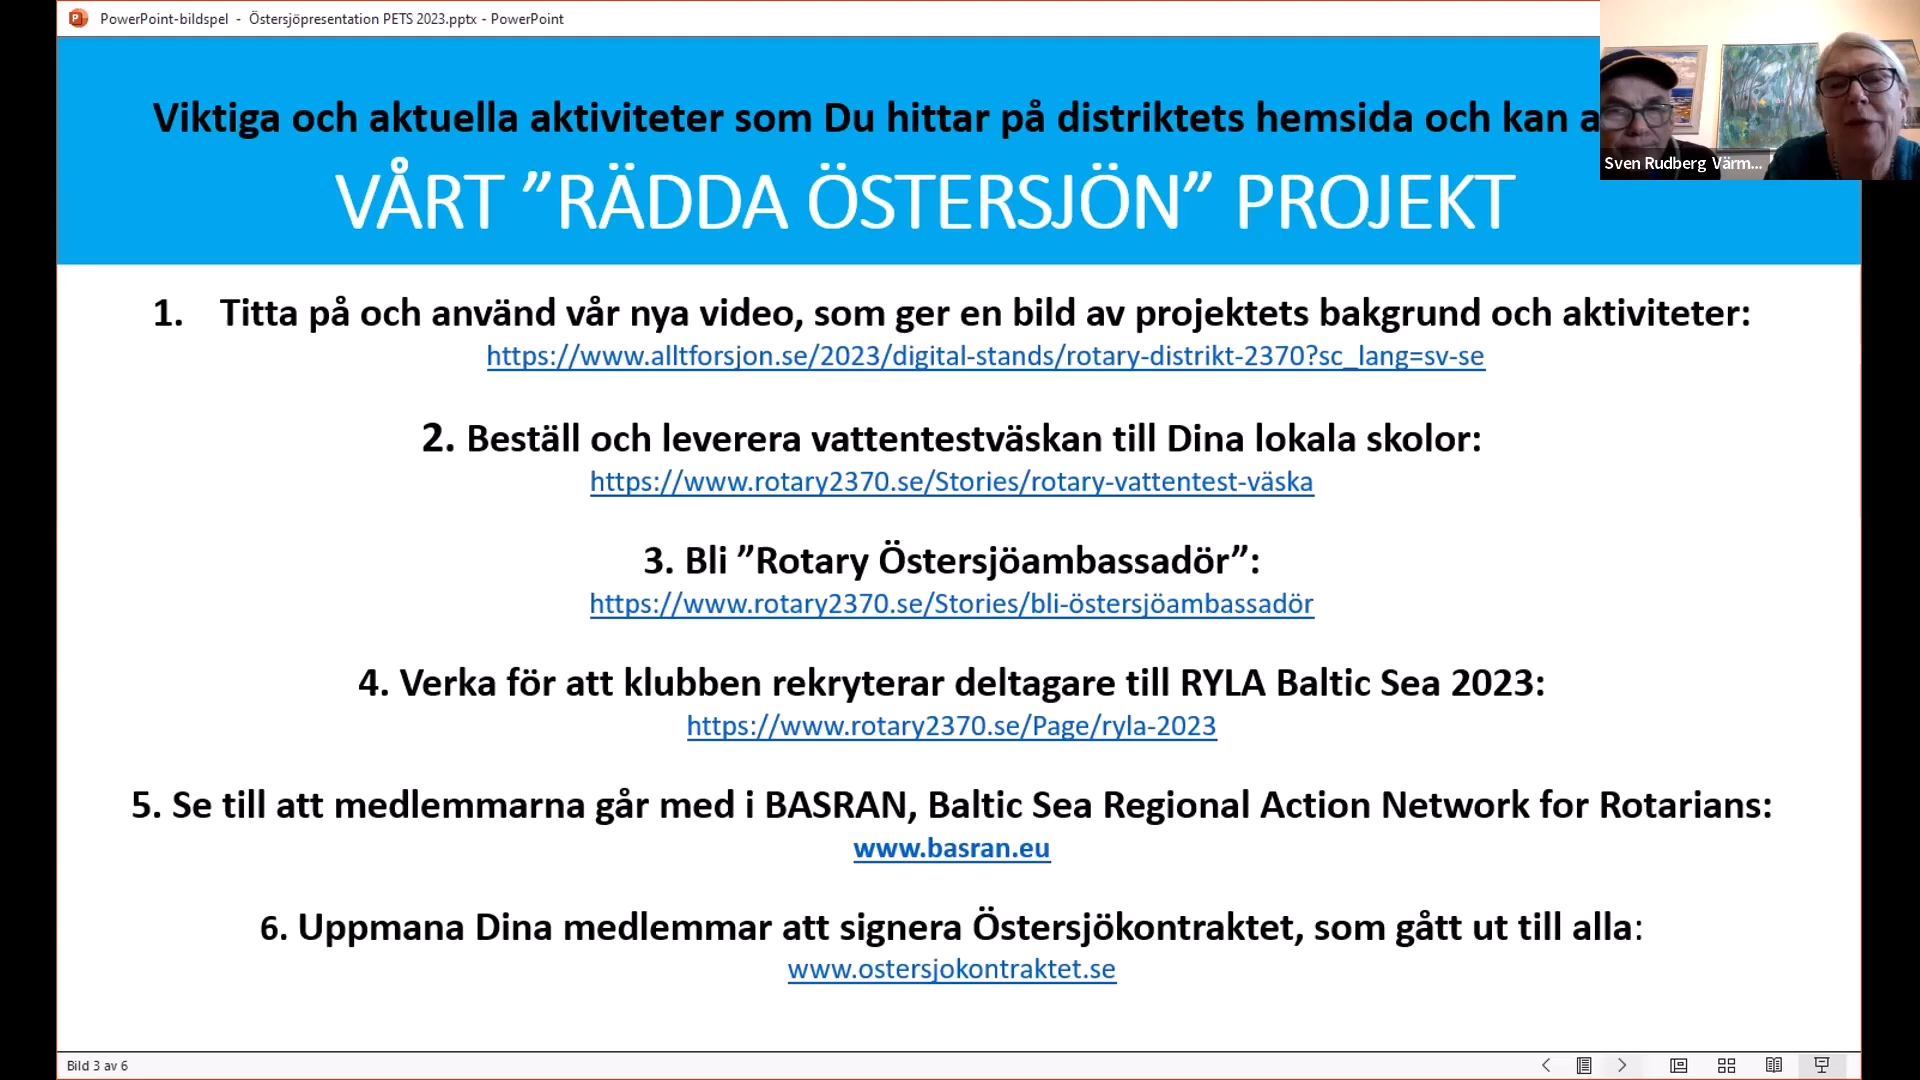 PowerPoint-bildspel - Östersjöpresentation PETS 2023.pptx - PowerPoint
Viktiga och aktuella aktiviteter som Du hittar på distriktets hemsida och kan
Sven Rudberg Värm...
VÅRT ”RÄDDA ÖSTERSJÖN” PROJEKT
1. Titta på och använd vår nya video, som ger en bild av projektets bakgrund och aktiviteter:
https://www.alltforsjon.se/2023/digital-stands/rotary-distrikt-2370?sc_lang=sv-se
2. Beställ och leverera vattentestväskan till Dina lokala skolor:
https://www.rotary2370.se/Stories/rotary-vattentest-väska
3. Bli ”Rotary Östersjöambassadör”:
https://www.rotary2370.se/Stories/bli-östersjöambassadör
4. Verka för att klubben rekryterar deltagare till RYLA Baltic Sea 2023:
https://www.rotary2370.se/Page/ryla-2023
5. Se till att medlemmarna går med i BASRAN, Baltic Sea Regional Action Network for Rotarians:
www.basran.eu
6. Uppmana Dina medlemmar att signera Östersjökontraktet, som gått ut till alla:
www.ostersjokontraktet.se
Bild 3 av 6